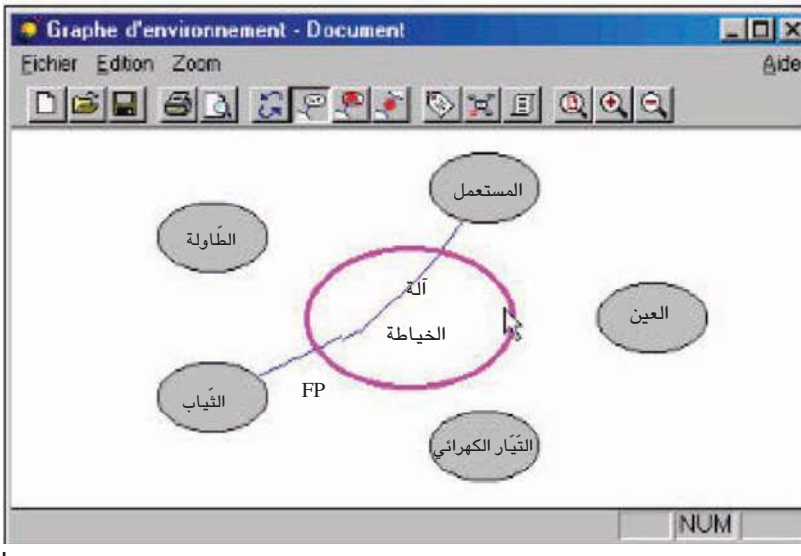 Graphe d'environnement - Document
Fichier Edition Zoom Aide
المستعمل
الطّاولة
آلة
الخياطة
العين
FP
الثّياب
التّيّار الكهرائي
NUM